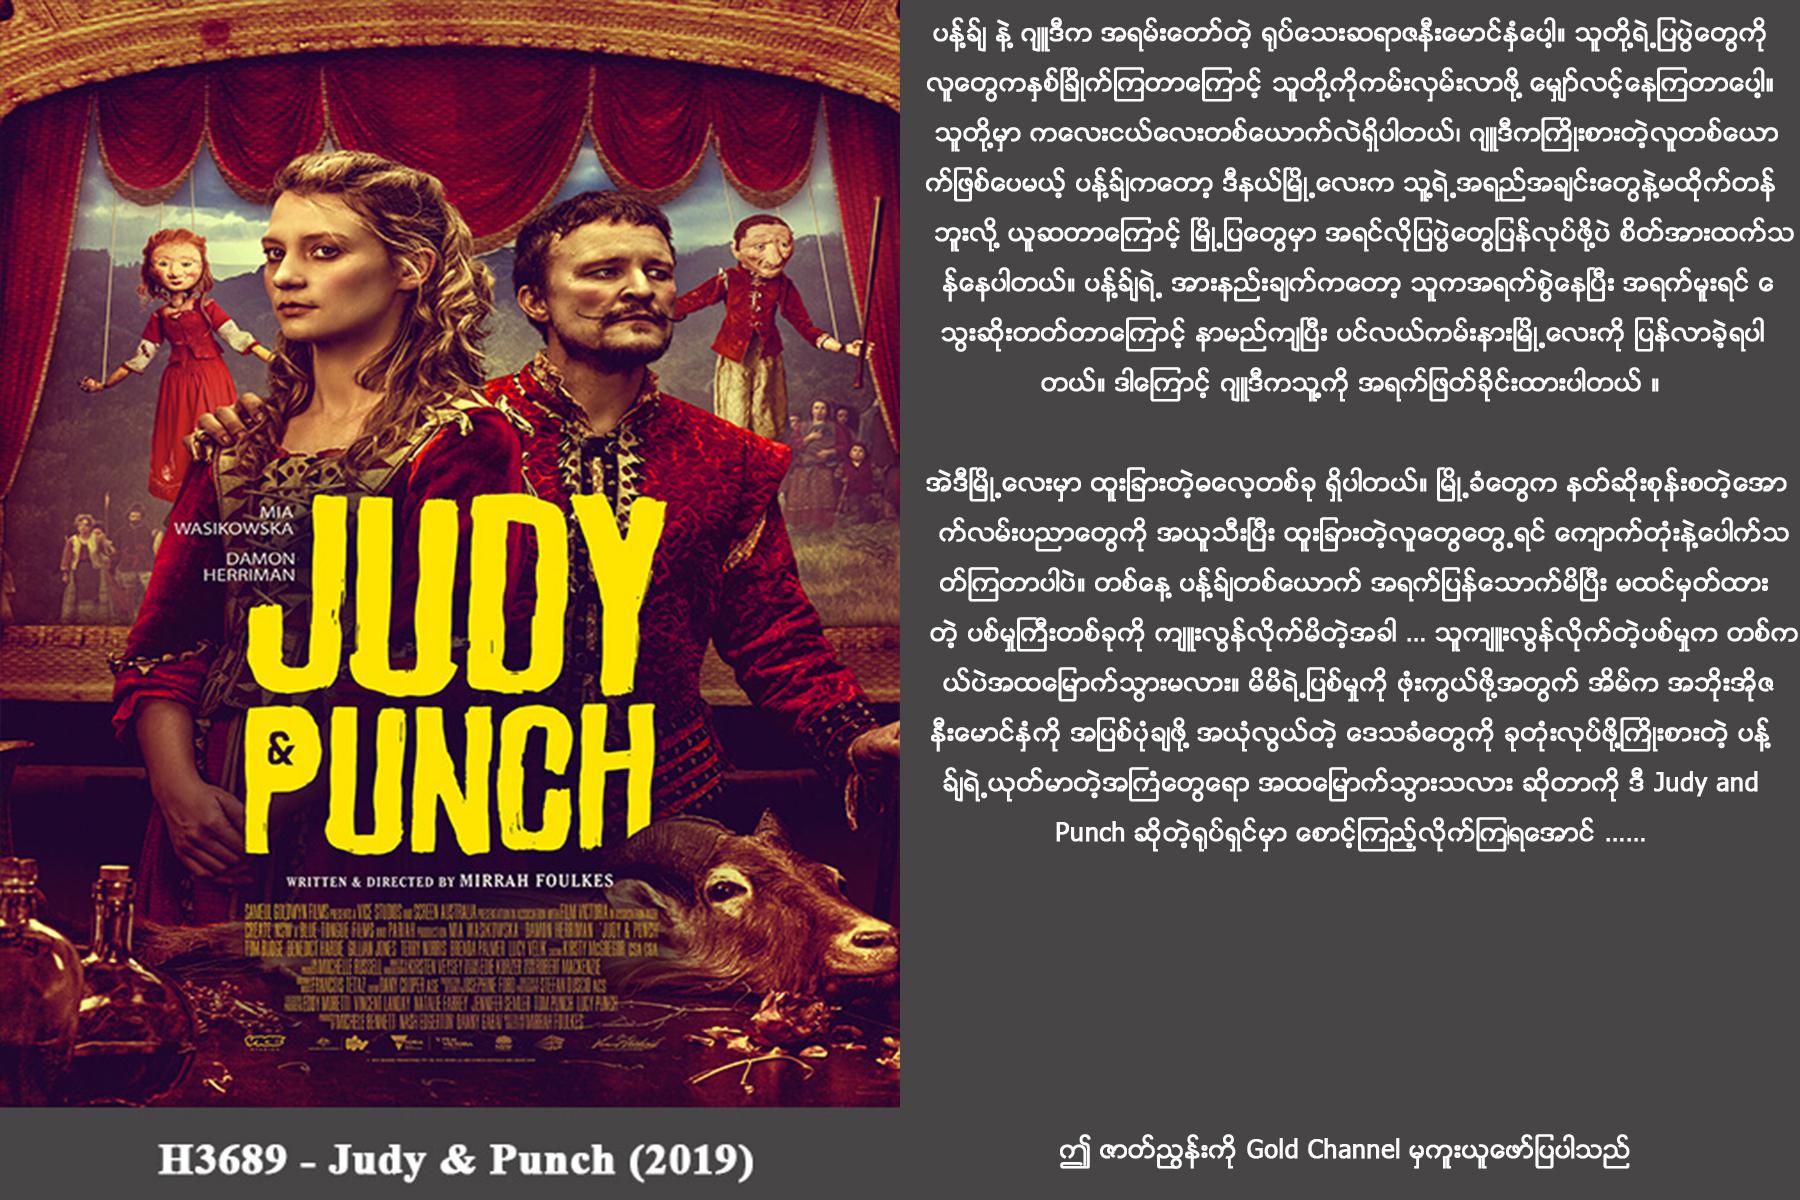 MIA
WASIKOWSKA
DAMON
HERRIMAN
JUDY
&
PUNCH
WRITTEN & DIRECTED BY MIRRAH FOULKES
H3689 - Judy & Punch (2019)
ပန့်ခ်ျ နဲ့ ဂျူဒီက အရမ်းတော်တဲ့ ရုပ်သေးဆရာဇနီးမောင်နှံပေါ့။ သူတို့ရဲ့ပြပွဲတွေကို
လူတွေကနှစ်ခြိုက်ကြတာကြောင့် သူတို့ကိုကမ်းလှမ်းလာဖို့ မျှော်လင့်နေကြတာပေါ့။
သူတို့မှာ ကလေးငယ်လေးတစ်ယောက်လဲရှိပါတယ်၊ ဂျူဒီကကြိုးစားတဲ့လူတစ်ယော
က်ဖြစ်ပေမယ့် ပန့်ခ်ျကတော့ ဒီနယ်မြို့လေးက သူ့ရဲ့အရည်အချင်းတွေနဲ့မထိုက်တန်
ဘူးလို့ ယူဆတာကြောင့် မြို့ပြတွေမှာ အရင်လိုပြပွဲတွေပြန်လုပ်ဖို့ပဲ စိတ်အားထက်သ
န်နေပါတယ်။ ပန့်ခ်ျရဲ့ အားနည်းချက်ကတော့ သူကအရက်စွဲနေပြီး အရက်မူးရင် ေ
သွးဆိုးတတ်တာကြောင့် နာမည်ကျပြီး ပင်လယ်ကမ်းနားမြို့လေးကို ပြန်လာခဲ့ရပါ
တယ်။ ဒါကြောင့် ဂျူဒီကသူ့ကို အရက်ဖြတ်ခိုင်းထားပါတယ် ။
အဲဒီမြို့လေးမှာ ထူးခြားတဲ့ဓလေ့တစ်ခု ရှိပါတယ်။ မြို့ခံတွေက နတ်ဆိုးစုန်းစတဲ့အော
က်လမ်းပညာတွေကို အယူသီးပြီး ထူးခြားတဲ့လူတွေတွေ့ရင် ကျောက်တုံးနဲ့ပေါက်သ
တ်ကြတာပါပဲ။ တစ်နေ့ ပန့်ခ်ျတစ်ယောက် အရက်ပြန်သောက်မိပြီး မထင်မှတ်ထား
တဲ့ ပစ်မှုကြီးတစ်ခုကို ကျူးလွန်လိုက်မိတဲ့အခါ ... သူကျူးလွန်လိုက်တဲ့ပစ်မှုက တစ်က
ယ်ပဲအထမြောက်သွားမလား။ မိမိရဲ့ပြစ်မှုကို ဖုံးကွယ်ဖို့အတွက် အိမ်က အဘိုးအိုဇ
နီးမောင်နှံကို အပြစ်ပုံချဖို့ အယုံလွယ်တဲ့ ဒေသခံတွေကို ခုတုံးလုပ်ဖို့ကြိုးစားတဲ့ ပန့်
ခ်ျရဲ့ယုတ်မာတဲ့အကြံတွေရော အထမြောက်သွားသလား ဆိုတာကို ဒီ Judy and
Punch ဆိုတဲ့ရုပ်ရှင်မှာ စောင့်ကြည့်လိုက်ကြရအောင် ......
ဤ ဇာတ်ညွှန်းကို Gold Channel မှကူးယူဖော်ပြပါသည်